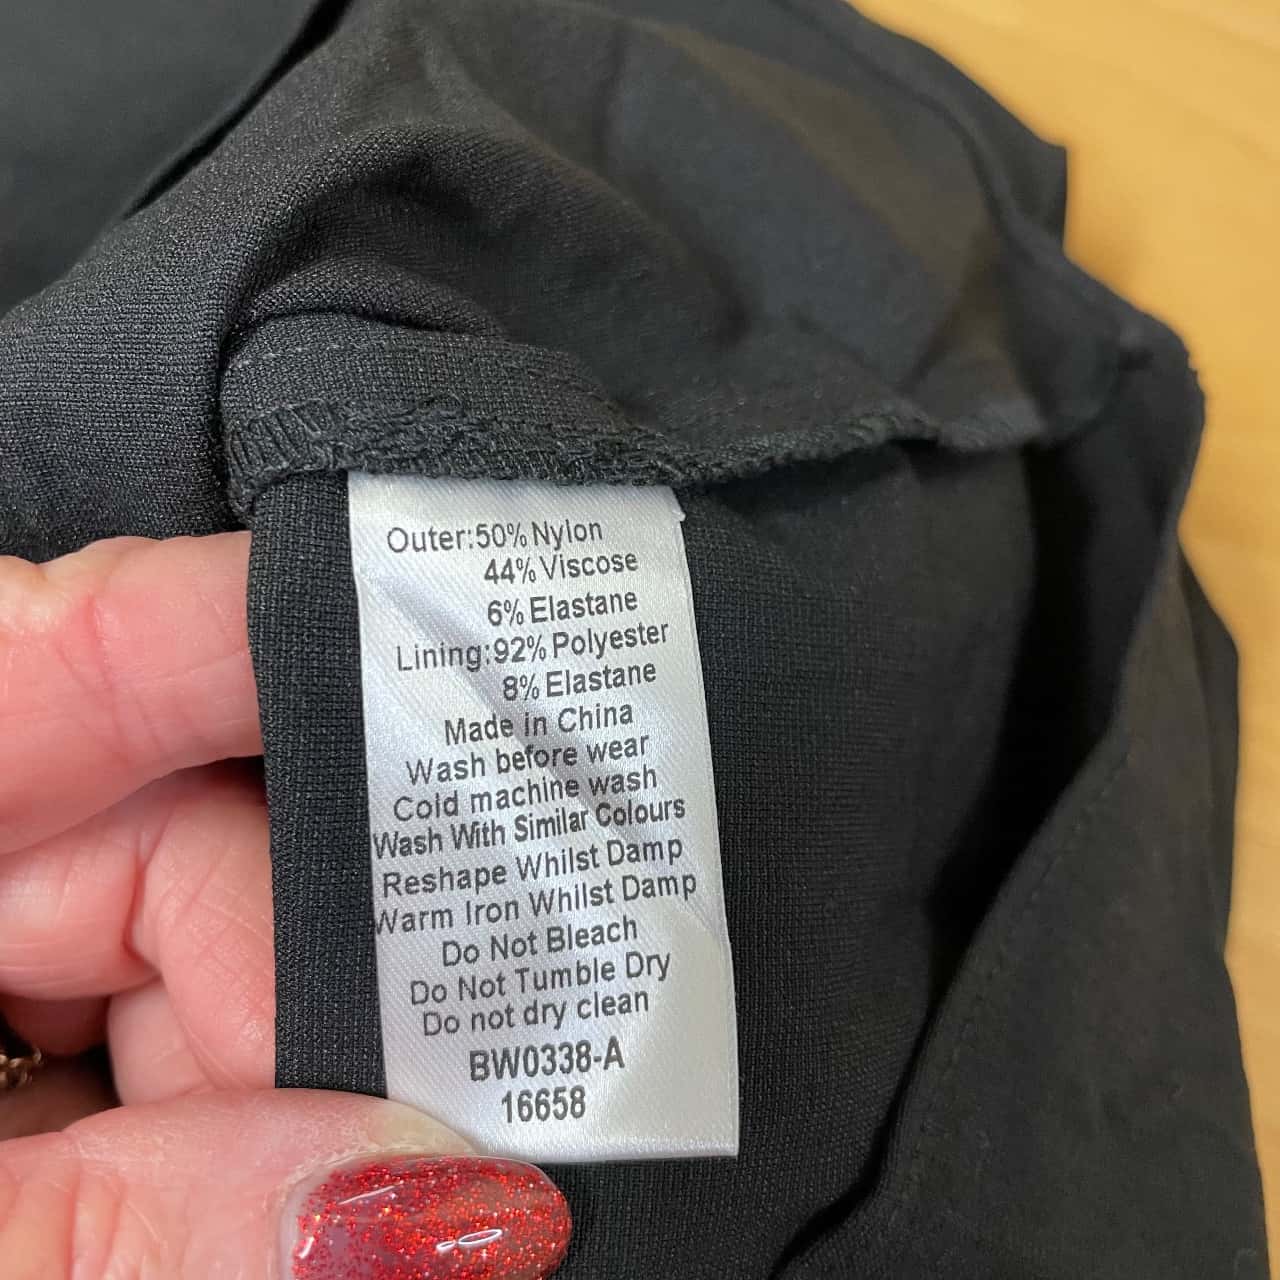 Outer:50% Nylon
44% Viscose
6% Elastane
Lining:92% Polyester
8% Elastane
Made in China
Wash before wear
Cold machine wash
Wash With Similar Colours
Reshape Whilst Damp
Warm Iron Whilst Damp
Do Not Bleach
Do Not Tumble Dry
Do not dry clean
BW0338-A
16658